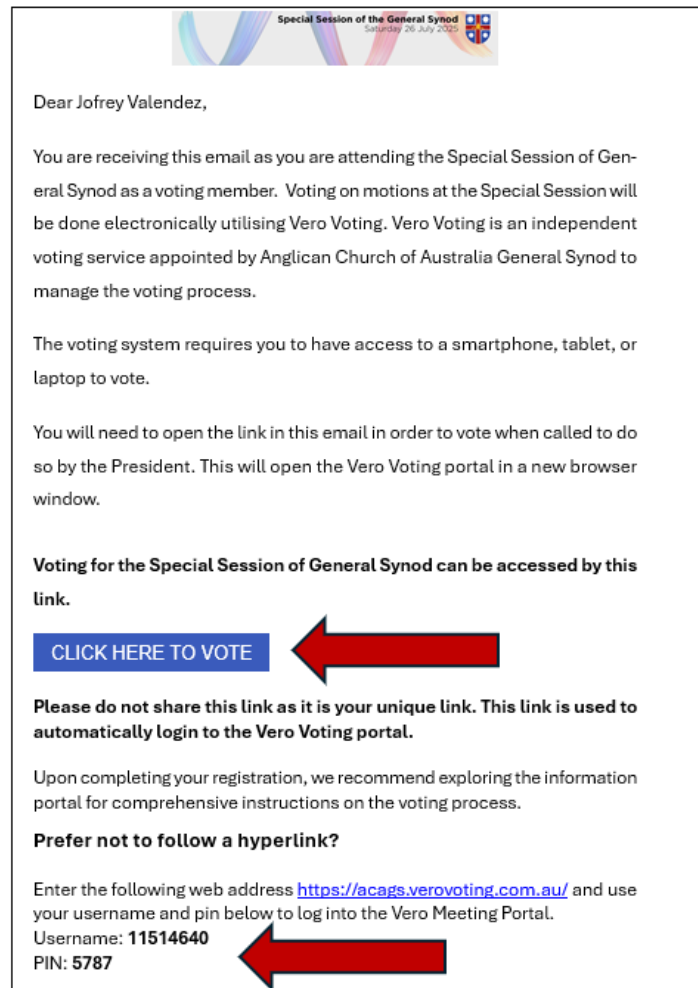 Special Session of the General Synod
Saturday 26 July 2025
Dear Jofrey Valendez,
You are receiving this email as you are attending the Special Session of Gen-
eral Synod as a voting member. Voting on motions at the Special Session will
be done electronically utilising Vero Voting. Vero Voting is an independent
voting service appointed by Anglican Church of Australia General Synod to
manage the voting process.
The voting system requires you to have access to a smartphone, tablet, or
laptop to vote.
You will need to open the link in this email in order to vote when called to do
so by the President. This will open the Vero Voting portal in a new browser
window.
Voting for the Special Session of General Synod can be accessed by this
link.
CLICK HERE TO VOTE
Please do not share this link as it is your unique link. This link is used to
automatically login to the Vero Voting portal.
Upon completing your registration, we recommend exploring the information
portal for comprehensive instructions on the voting process.
Prefer not to follow a hyperlink?
Enter the following web address https://acags.verovoting.com.au/ and use
your username and pin below to log into the Vero Meeting Portal.
Username: 11514640
PIN: 5787